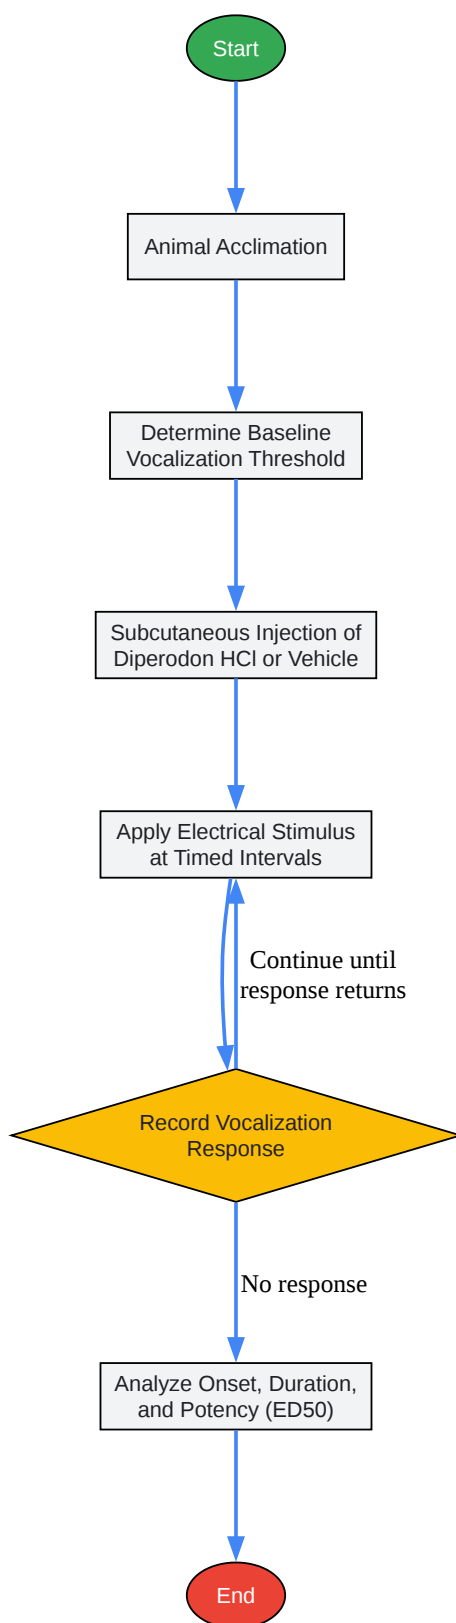 Start
Animal Acclimation
Determine Baseline
Vocalization Threshold
Subcutaneous Injection of
Diperodon HCl or Vehicle
Apply Electrical Stimulus
at Timed Intervals
Continue until
response returns
Record Vocalization
Response
No response
Analyze Onset, Duration,
and Potency (ED50)
End